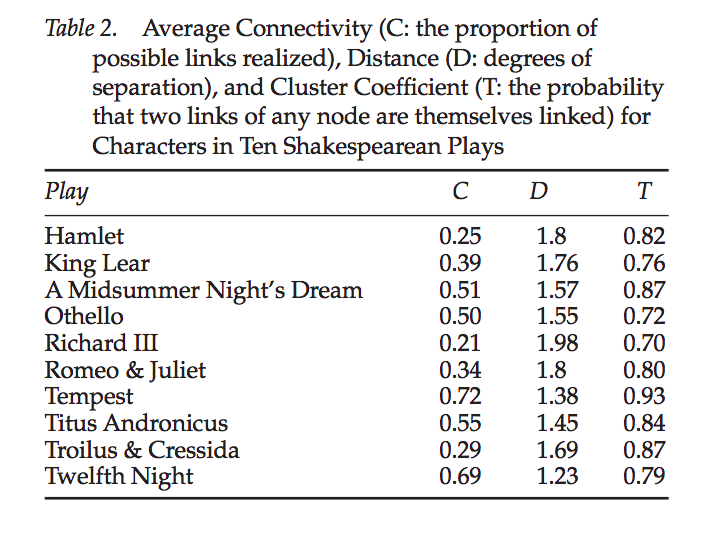 Table 2. Average Connectivity (C: the proportion of
possible links realized), Distance (D: degrees of
separation), and Cluster Coefficient (T: the probability
that two links of any node are themselves linked) for
Characters in Ten Shakespearean Plays
Play C D T
Hamlet 0.25 1.8 0.82
King Lear 0.39 1.76 0.76
A Midsummer Night's Dream 0.51 1.57 0.87
Othello 0.50 1.55 0.72
Richard III 0.21 1.98 0.70
Romeo & Juliet 0.34 1.8 0.80
Tempest 0.72 1.38 0.93
Titus Andronicus 0.55 1.45 0.84
Troilus & Cressida 0.29 1.69 0.87
Twelfth Night 0.69 1.23 0.79